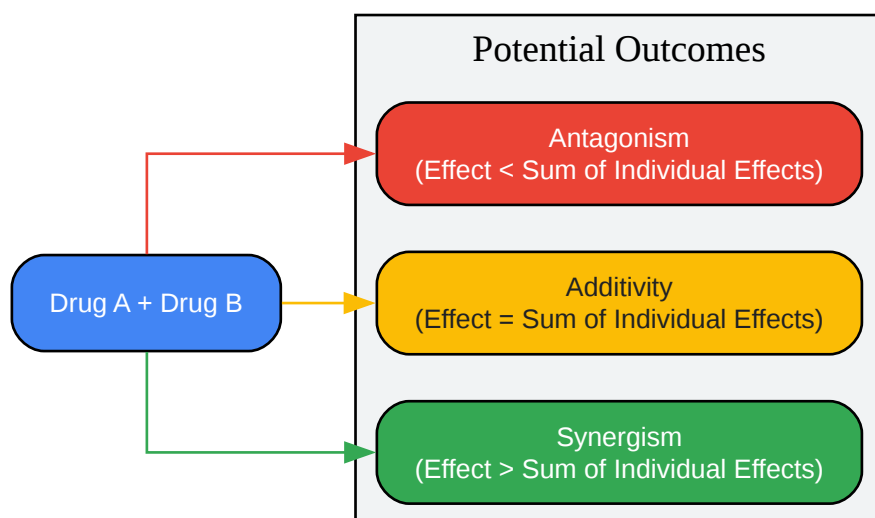 Potential Outcomes
Antagonism
(Effect < Sum of Individual Effects)
Drug A + Drug B
Additivity
(Effect = Sum of Individual Effects)
Synergism
(Effect > Sum of Individual Effects)